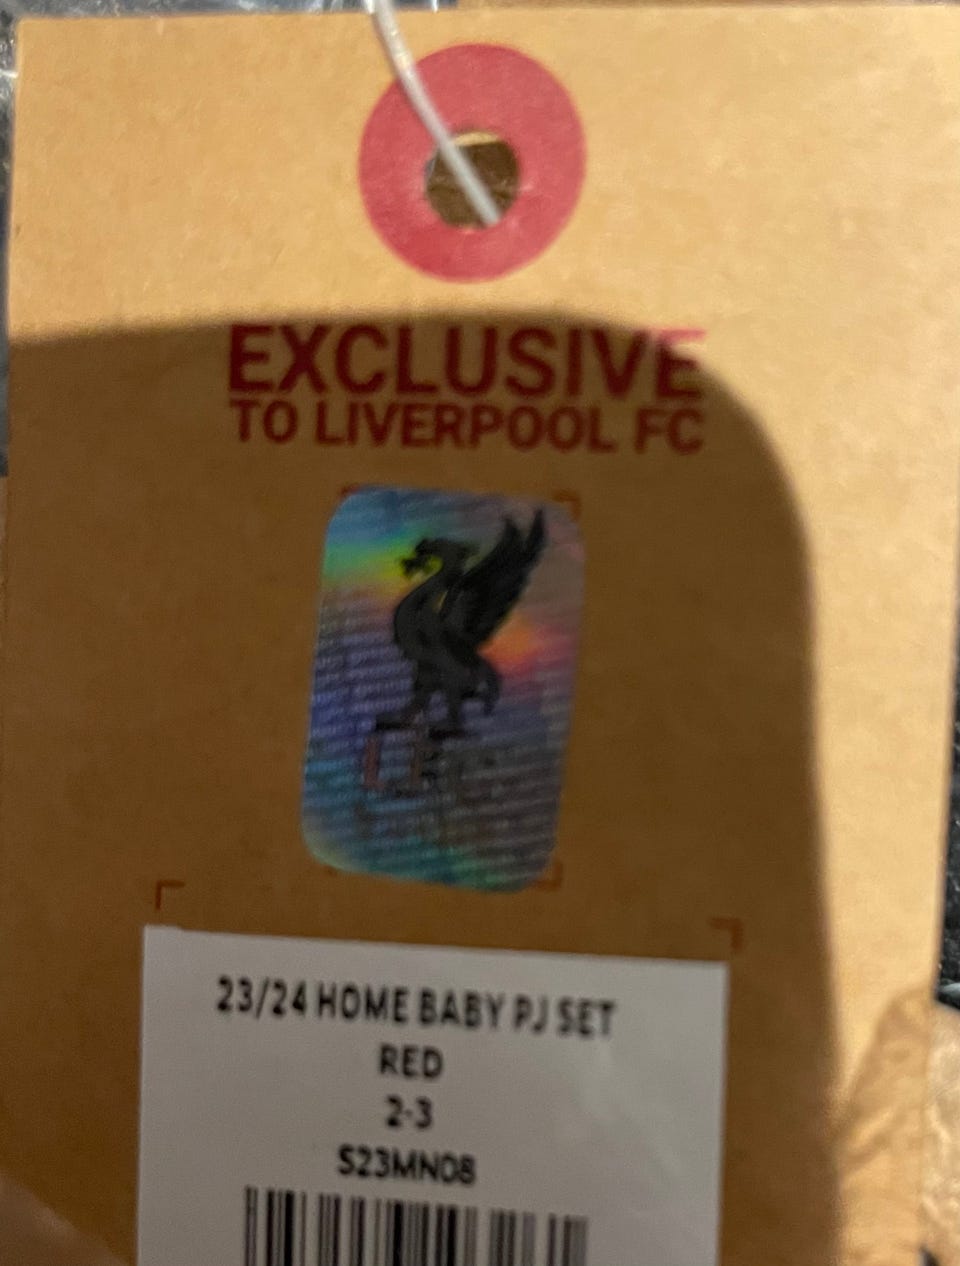 EXCLUSIVE
TO LIVERPOOL FC
23/24 HOME BABY PJ SET
RED
2-3
S23MN08